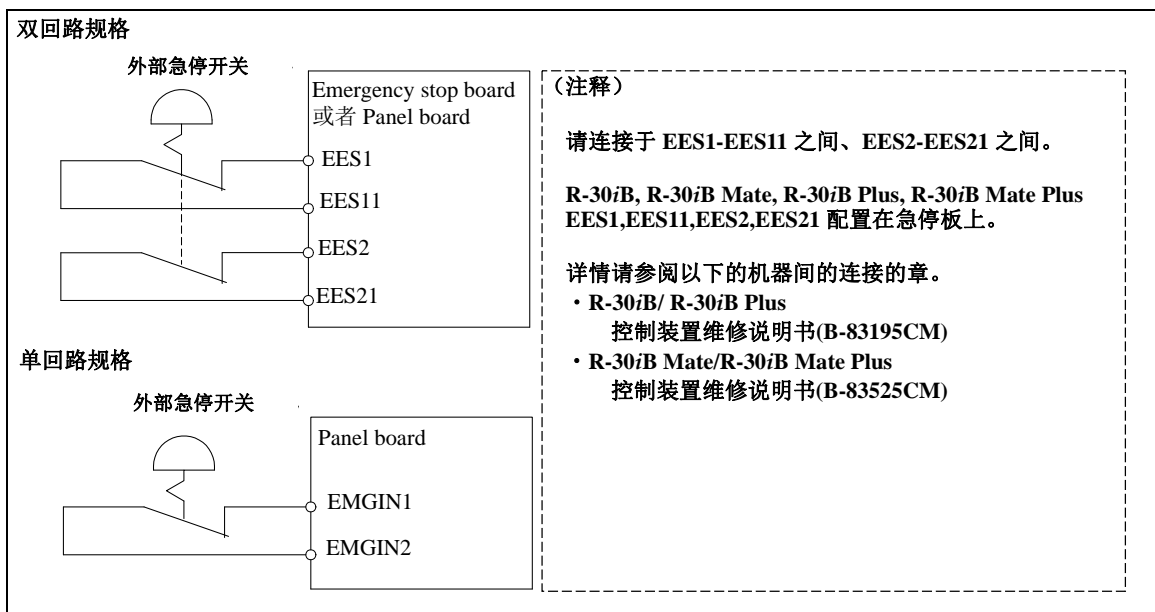 双回路规格
外部急停开关
Emergency stop board
或者 Panel board
EES1
EES11
EES2
EES21
单回路规格
外部急停开关
Panel board
EMGIN1
EMGIN2
（注释）
请连接于 EES1-EES11 之间、EES2-EES21 之间。
R-30iB, R-30iB Mate, R-30iB Plus, R-30iB Mate Plus
EES1,EES11,EES2,EES21 配置在急停板上。
详情请参阅以下的机器间的连接的章。
・R-30iB/ R-30iB Plus
控制装置维修说明书(B-83195CM)
・R-30iB Mate/R-30iB Mate Plus
控制装置维修说明书(B-83525CM)